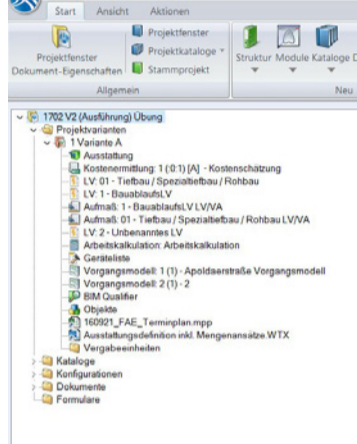 Start Ansicht Aktionen
Projektfenster
Projektkataloge
Stammprojekt
Projektfenster
Dokument-Eigenschaften
Struktur Module Kataloge D
Allgemein Neu
1702 V2 (Ausführung) Übung
Projektvarianten
1 Variante A
Ausstattung
Kostenermittlung: 1 (:0:1) [A] - Kostenschätzung
LV: 01 - Tiefbau / Spezialtiefbau / Rohbau
LV: 1 - BauablaufsLV
Aufmaß: 1 - BauablaufsLV LV/VA
Aufmaß: 01 - Tiefbau / Spezialtiefbau / Rohbau LV/VA
LV: 2 - Unbenanntes LV
Arbeitskalkulation: Arbeitskalkulation
Geräteliste
Vorgangsmodell: 1 (1) - Apoldaerstraße Vorgangsmodell
Vorgangsmodell: 2 (1) - 2
BIM Qualifier
Objekte
160921_FAE_Terminplan.mpp
Ausstattungsdefinition inkl. Mengenansätze.WTX
Vergabeeinheiten
Kataloge
Konfigurationen
Dokumente
Formulare